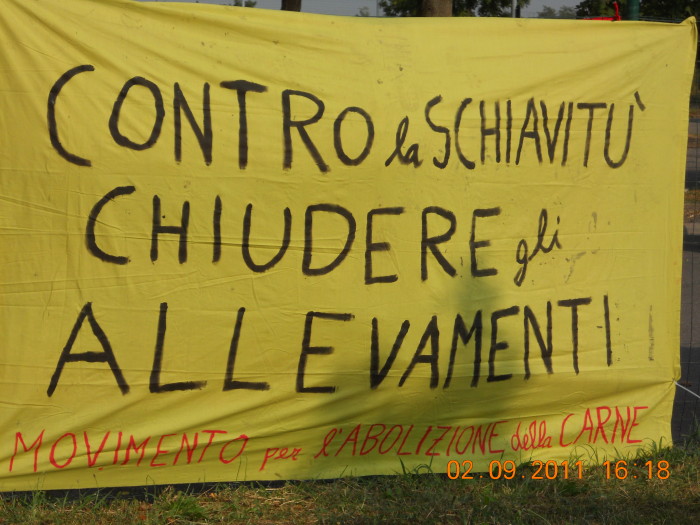 CONTRO la SCHIAVITU'
CHIUDERE gli
ALLEVAMENTI
MOVIMENTO per l'ABOLIZIONE della CARNE
02.09.2011 16:18